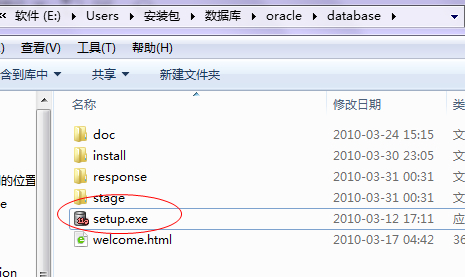 软件 (E:) ▸ Users ▸ 安装包 ▸ 数据库 ▸ oracle ▸ database ▸
查看(V) 工具(T) 帮助(H)
含到库中 共享 新建文件夹
名称 修改日期 类
doc 2010-03-24 15:15 文
install 2010-03-30 23:05 文
response 2010-03-31 00:31 文
的位置 stage 2010-03-31 00:31 文
e setup.exe 2010-03-12 17:11 应
welcome.html 2010-03-17 04:42 36
ition